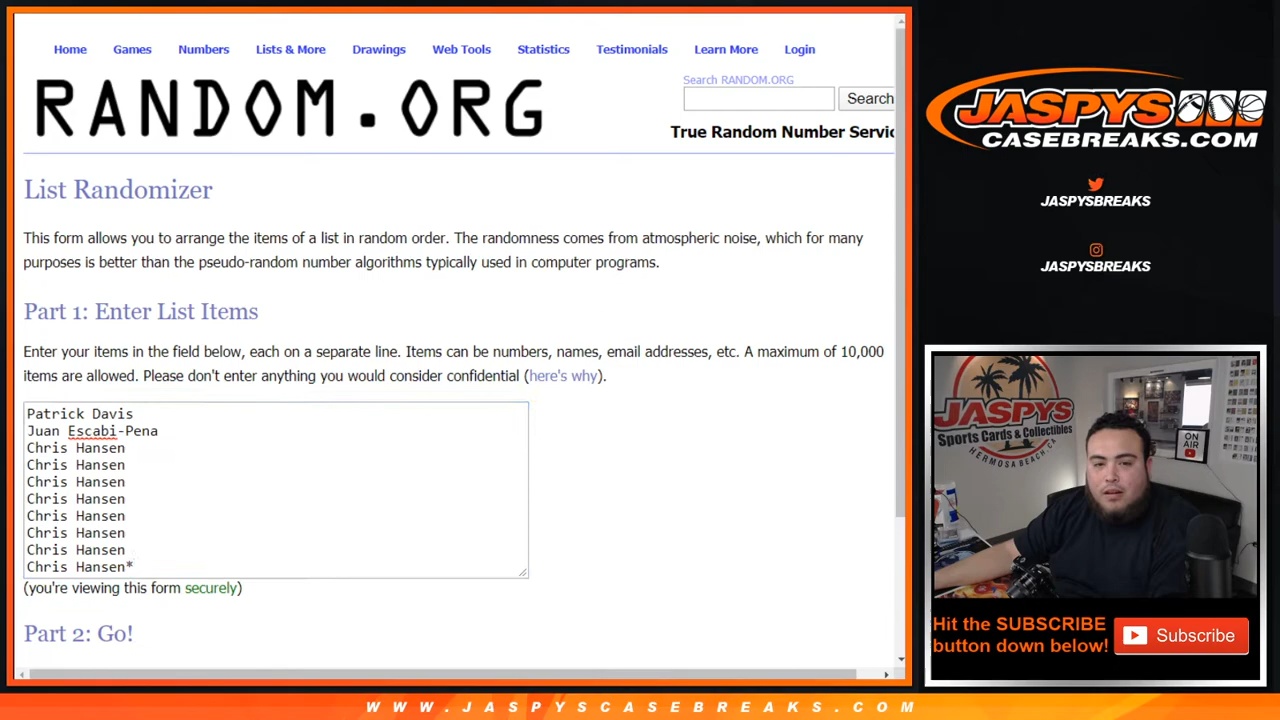 Home Games Numbers Lists & More Drawings Web Tools Statistics Testimonials Learn More Login
RANDOM.ORG
Search RANDOM.ORG
Search
True Random Number Servic
List Randomizer
This form allows you to arrange the items of a list in random order. The randomness comes from atmospheric noise, which for many
purposes is better than the pseudo-random number algorithms typically used in computer programs.
Part 1: Enter List Items
Enter your items in the field below, each on a separate line. Items can be numbers, names, email addresses, etc. A maximum of 10,000
items are allowed. Please don't enter anything you would consider confidential (here's why).
Patrick Davis
Juan Escabi-Pena
Chris Hansen
Chris Hansen
Chris Hansen
Chris Hansen
Chris Hansen
Chris Hansen
Chris Hansen
Chris Hansen*
(you're viewing this form securely)
Part 2: Go!
JASPYS
CASEBREAKS.COM
JASPYSBREAKS
JASPYSBREAKS
JASPYS
Sports Cards & Collectibles
HERMOSA BEACH, CA
ON
AIR
Hit the SUBSCRIBE
button down below!
Subscribe
WWW.JASPYSCASEBREAKS.COM